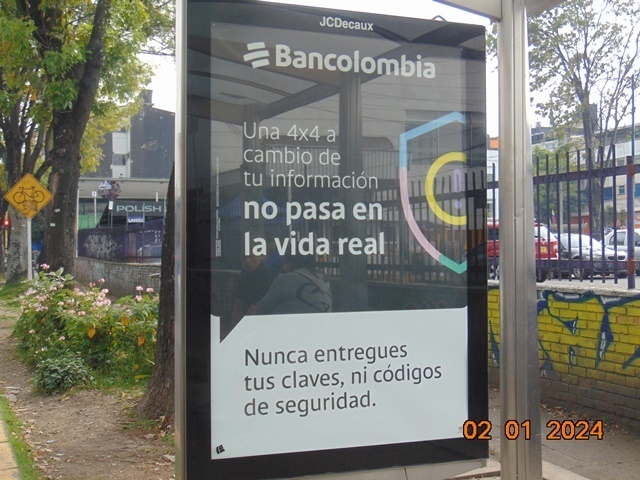 JCDecaux
Bancolombia
Una 4x4 a
cambio de
tu información
no pasa en
la vida real
Nunca entregues
tus claves, ni códigos
de seguridad.
POLISH
02 01 2024